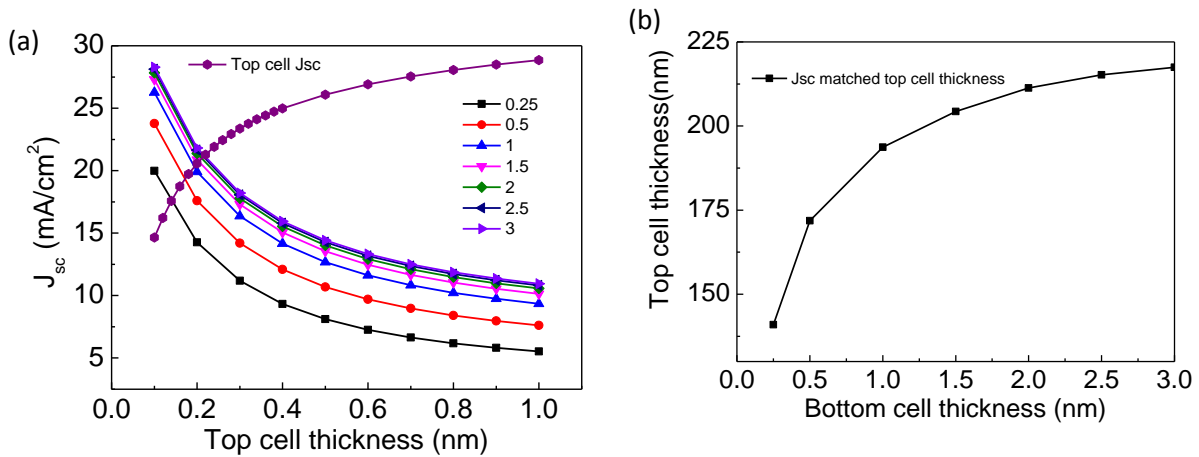 (a)
30
25
20
15
10
5
J_sc (mA/cm^2)
Top cell Jsc
0.25
0.5
1
1.5
2
2.5
3
0.0 0.2 0.4 0.6 0.8 1.0
Top cell thickness (nm)
(b)
225
200
175
150
Top cell thickness(nm)
Jsc matched top cell thickness
0.0 0.5 1.0 1.5 2.0 2.5 3.0
Bottom cell thickness (nm)